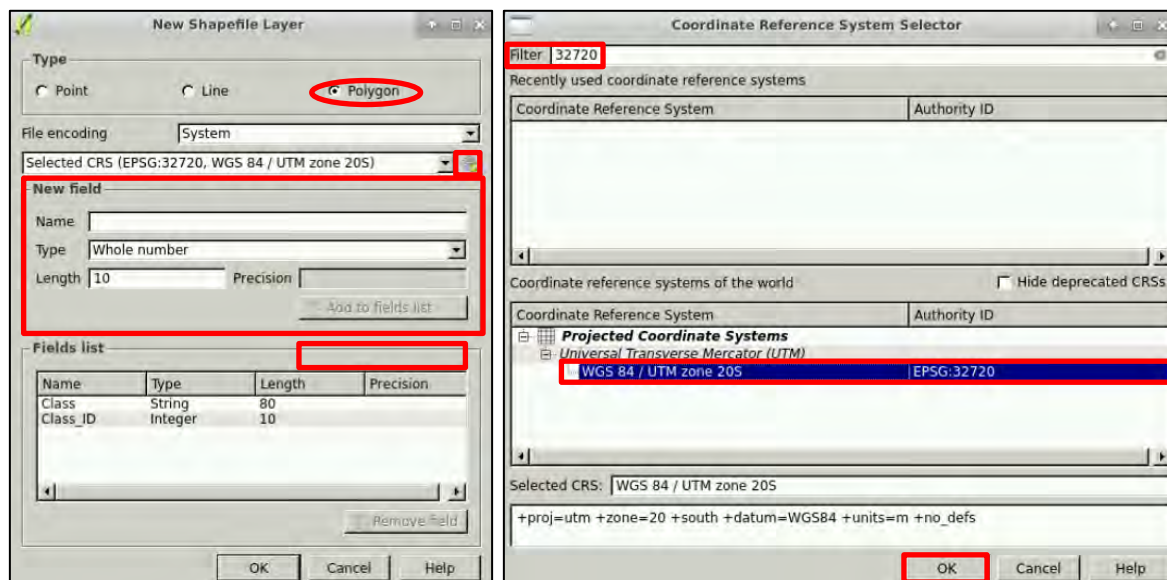 New Shapefile Layer
Type
Point Line Polygon
File encoding System
Selected CRS (EPSG:32720, WGS 84 / UTM zone 20S)
New field
Name
Type Whole number
Length 10 Precision
Add to fields list
Fields list
Name Type Length Precision
Class String 80
Class_ID Integer 10
Remove field
OK Cancel Help
Coordinate Reference System Selector
Filter 32720
Recently used coordinate reference systems
Coordinate Reference System Authority ID
Coordinate reference systems of the world Hide deprecated CRSs
Coordinate Reference System Authority ID
Projected Coordinate Systems
Universal Transverse Mercator (UTM)
WGS 84 / UTM zone 20S EPSG:32720
Selected CRS: WGS 84 / UTM zone 20S
+proj=utm +zone=20 +south +datum=WGS84 +units=m +no_defs
OK Cancel Help